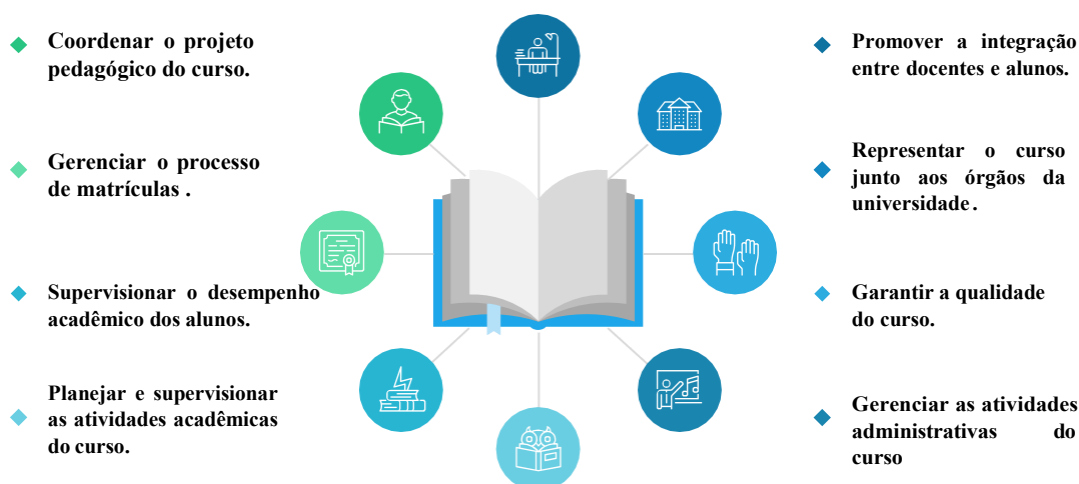 Coordenar o projeto
pedagógico do curso.
Gerenciar o processo
de matrículas .
Supervisionar o desempenho
acadêmico dos alunos.
Planejar e supervisionar
as atividades acadêmicas
do curso.
Promover a integração
entre docentes e alunos.
Representar o curso
junto aos órgãos da
universidade.
Garantir a qualidade
do curso.
Gerenciar as atividades
administrativas do
curso